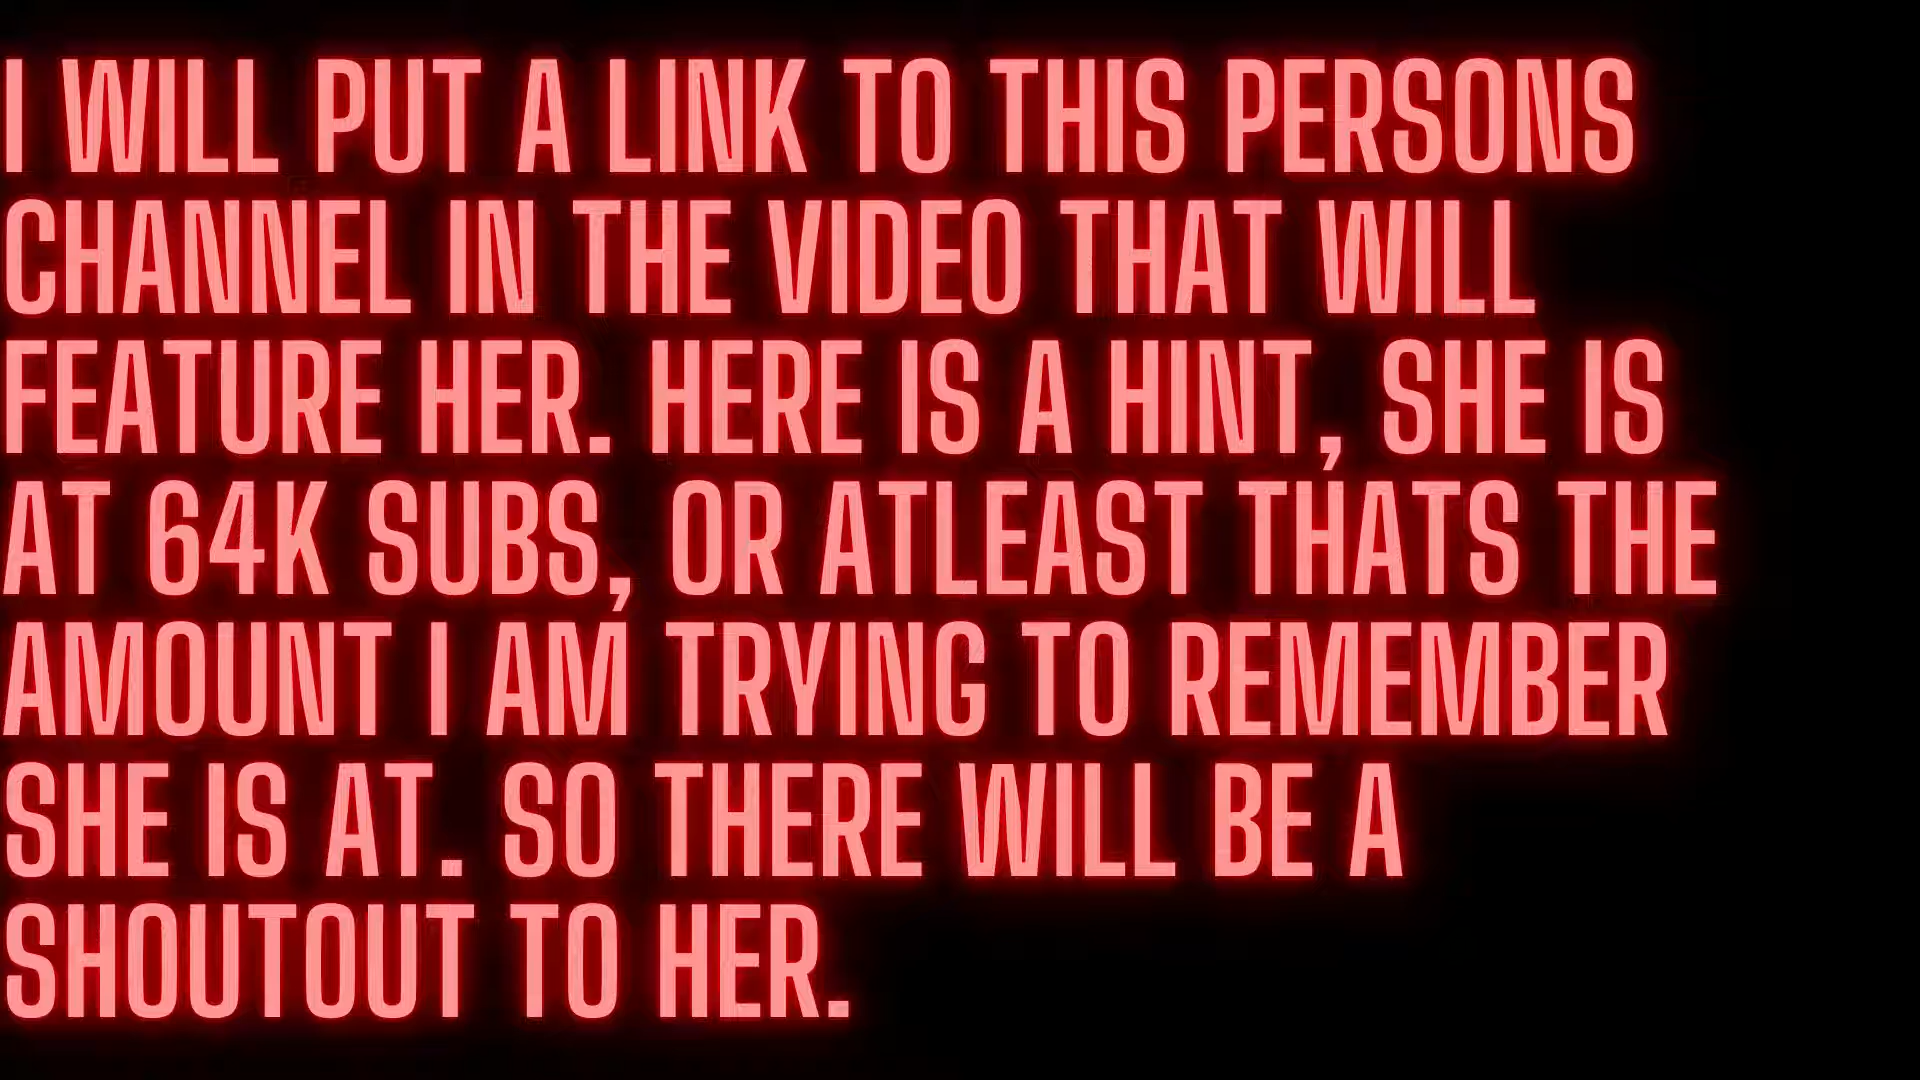 I WILL PUT A LINK TO THIS PERSONS
CHANNEL IN THE VIDEO THAT WILL
FEATURE HER. HERE IS A HINT, SHE IS
AT 64K SUBS, OR ATLEAST THATS THE
AMOUNT I AM TRYING TO REMEMBER
SHE IS AT. SO THERE WILL BE A
SHOUTOUT TO HER.